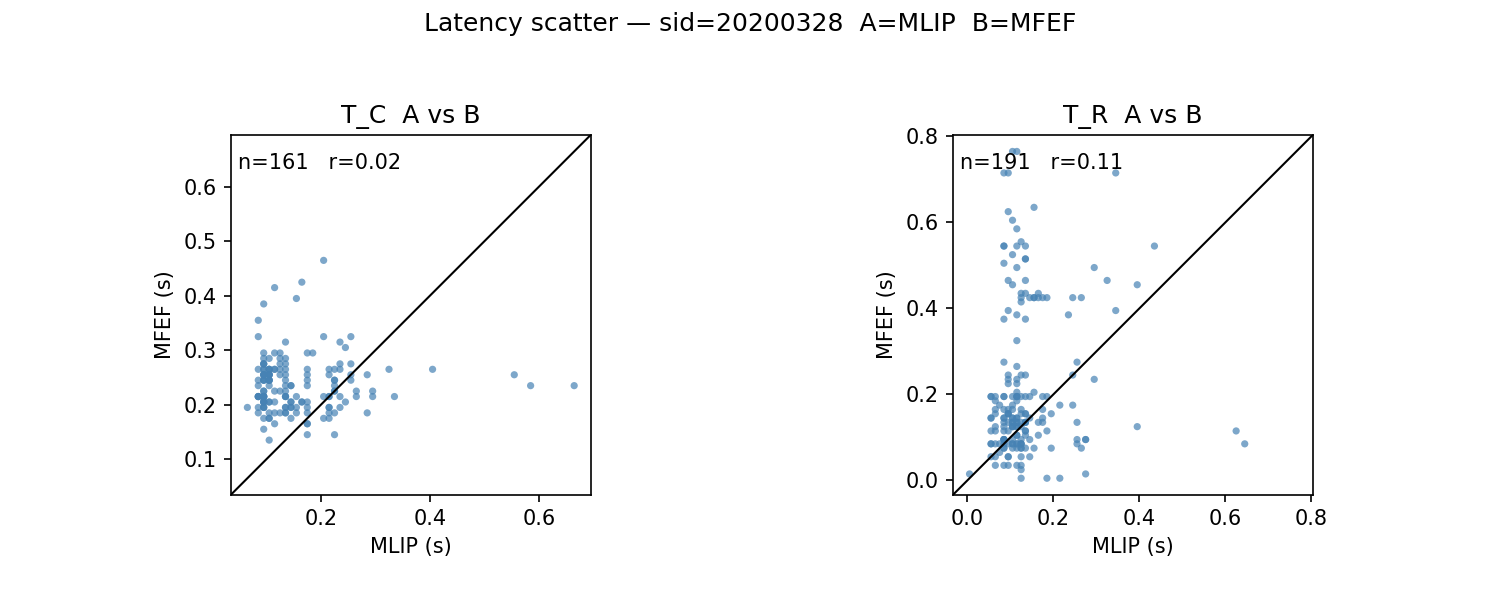 Latency scatter — sid=20200328  A=MLIP  B=MFEF
T_C  A vs B
n=161   r=0.02
0.6
0.5
0.4
0.3
0.2
0.1
MFEF (s)
0.2
0.4
0.6
MLIP (s)
T_R  A vs B
n=191   r=0.11
0.8
0.6
0.4
0.2
0.0
MFEF (s)
0.0
0.2
0.4
0.6
0.8
MLIP (s)